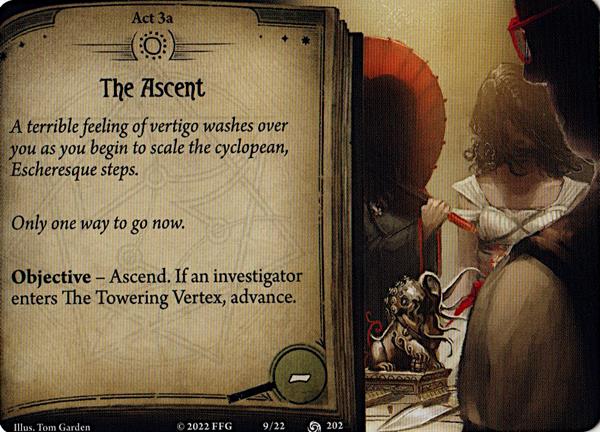 Act 3a
The Ascent
A terrible feeling of vertigo washes over
you as you begin to scale the cyclopean,
Escheresque steps.
Only one way to go now.
Objective – Ascend. If an investigator
enters The Towering Vertex, advance.
–
Illus. Tom Garden © 2022 FFG 9/22 202